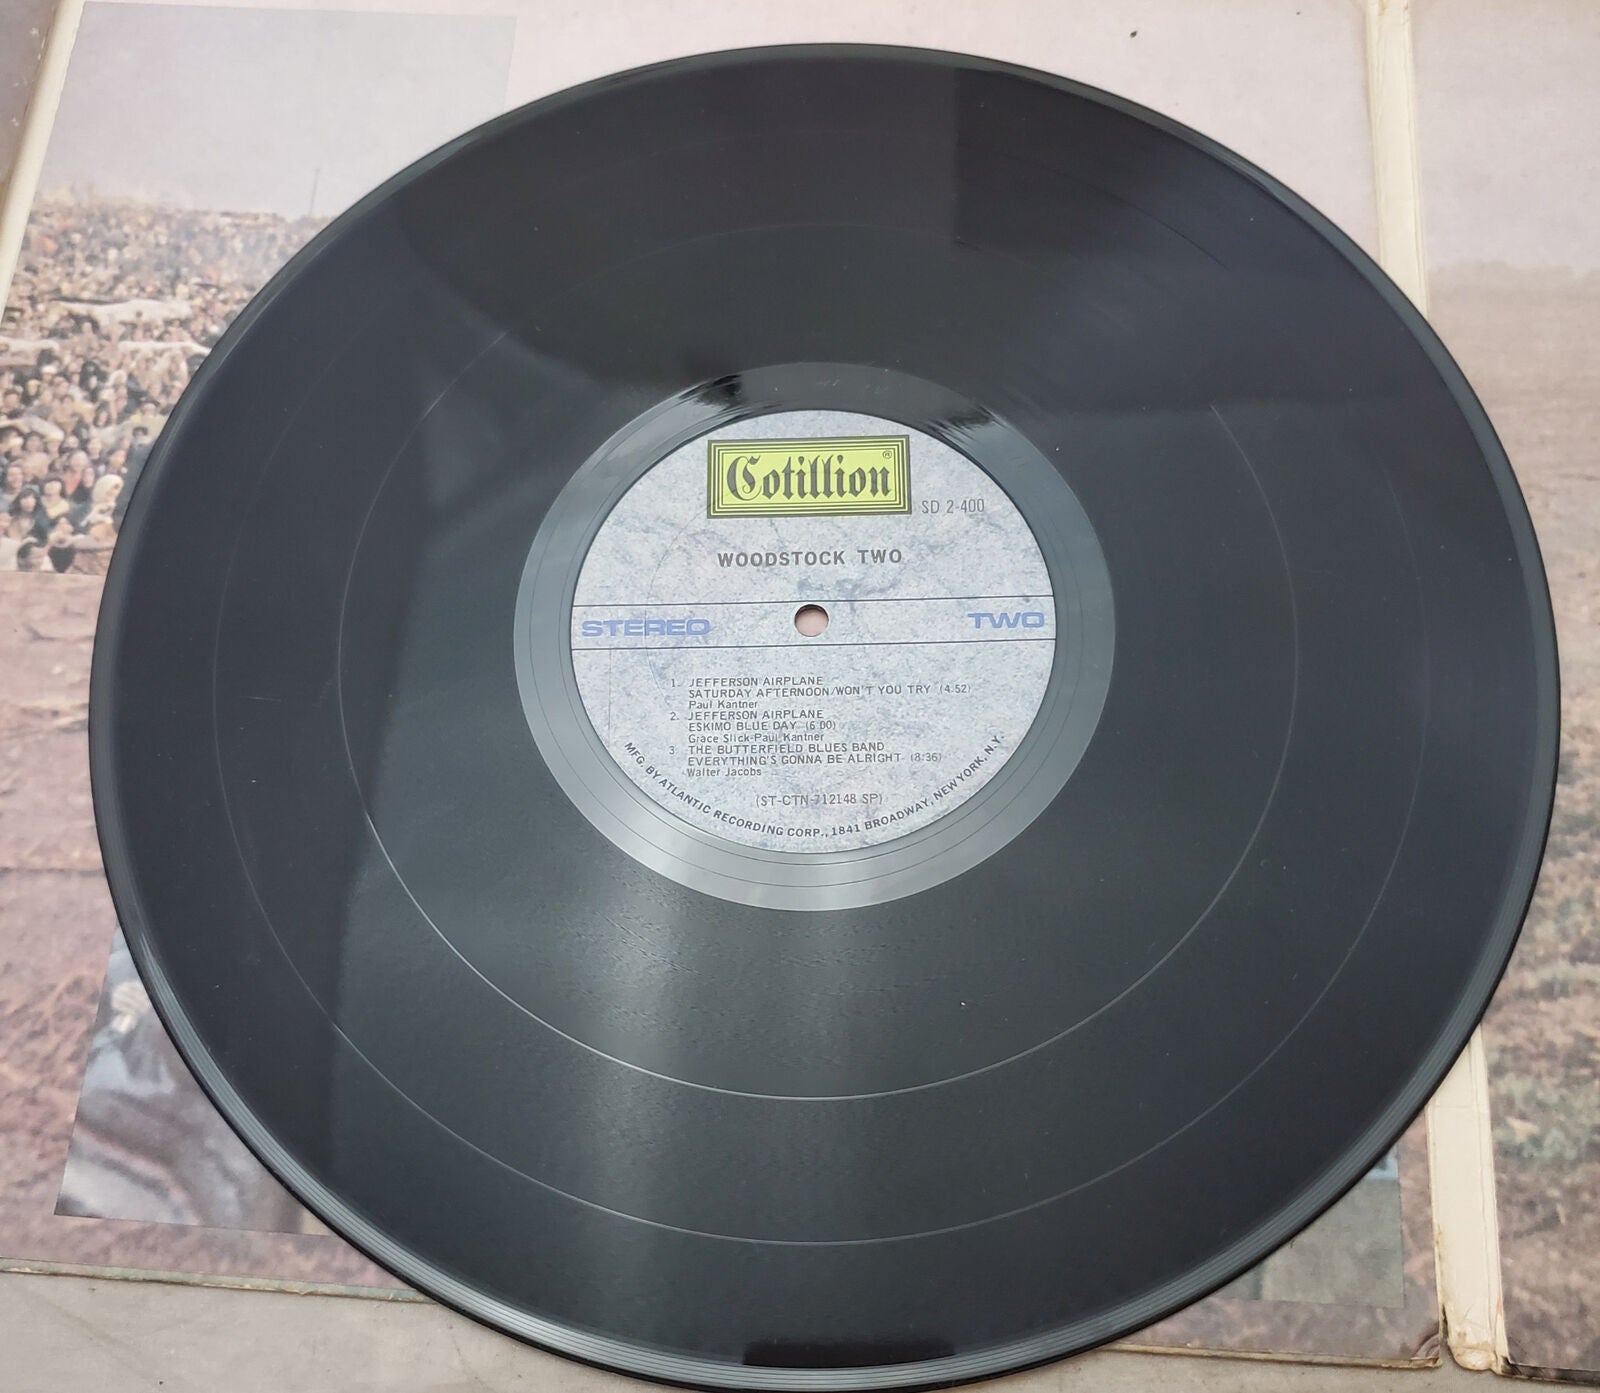 Cotillion®
SD 2-400
WOODSTOCK TWO
STEREO TWO
1. JEFFERSON AIRPLANE
SATURDAY AFTERNOON/WON'T YOU TRY (4:52)
Paul Kantner
2. JEFFERSON AIRPLANE
ESKIMO BLUE DAY (6:00)
Grace Slick-Paul Kantner
3. THE BUTTERFIELD BLUES BAND
EVERYTHING'S GONNA BE ALRIGHT (8:36)
Walter Jacobs
(ST-CTN-712148 SP)
MFG. BY ATLANTIC RECORDING CORP., 1841 BROADWAY, NEW YORK, N.Y.